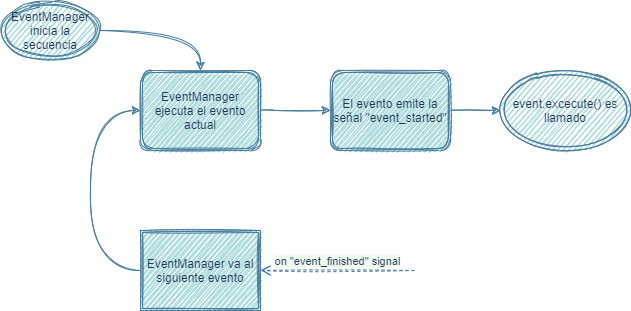 EventManager
inicia la
secuencia
EventManager
ejecuta el evento
actual
El evento emite la
señal "event_started"
event.excecute() es
llamado
EventManager va al
siguiente evento
on "event_finished" signal